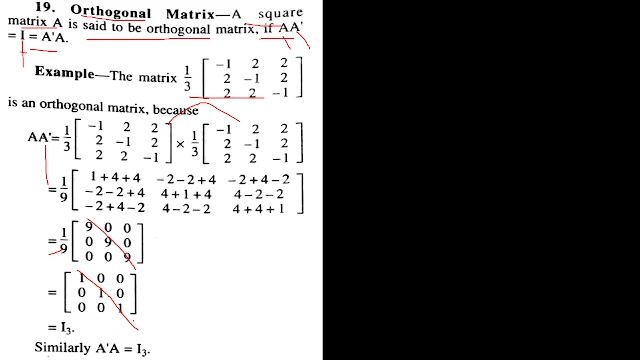 19. Orthogonal Matrix—A square
matrix A is said to be orthogonal matrix, if AA'
= I = A'A.
Example—The matrix 1/3 [ -1 2 2
2 -1 2
2 2 -1 ]
is an orthogonal matrix, because
AA' = 1/3 [ -1 2 2
2 -1 2
2 2 -1 ] × 1/3 [ -1 2 2
2 -1 2
2 2 -1 ]
= 1/9 [ 1+4+4 -2-2+4 -2+4-2
-2-2+4 4+1+4 4-2-2
-2+4-2 4-2-2 4+4+1 ]
= 1/9 [ 9 0 0
0 9 0
0 0 9 ]
= [ 1 0 0
0 1 0
0 0 1 ]
= I₃.
Similarly A'A = I₃.